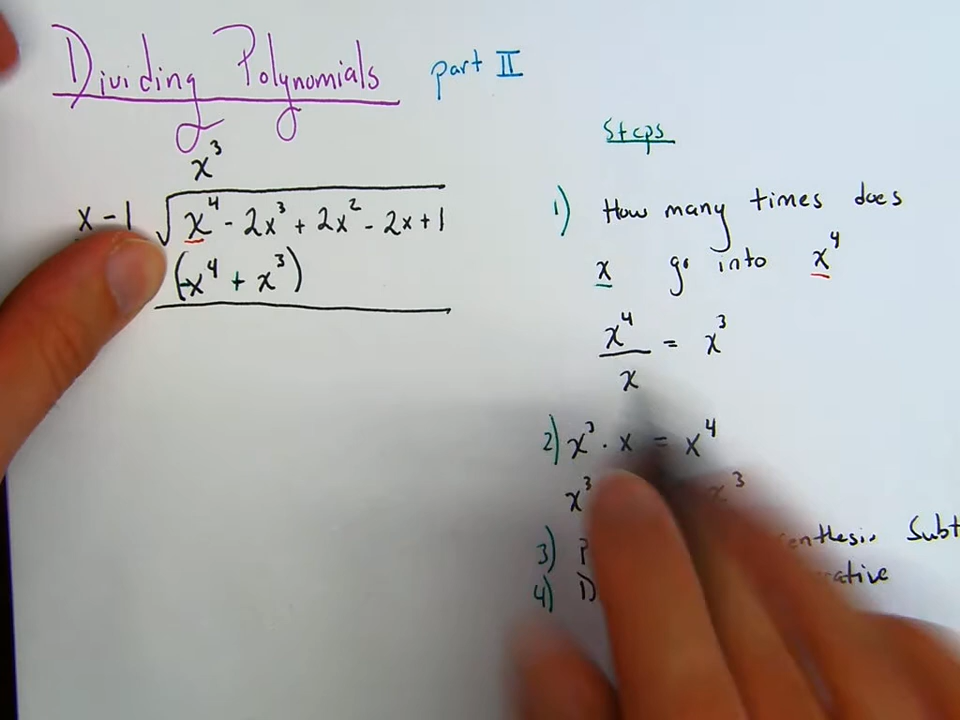 Dividing Polynomials part II
x³
x - 1 √ x⁴ - 2x³ + 2x² - 2x + 1
(-x⁴ + x³)
Steps
1) How many times does
x go into x⁴
x⁴/x = x³
2) x³ · x = x⁴
x³ x³
3)
4) D